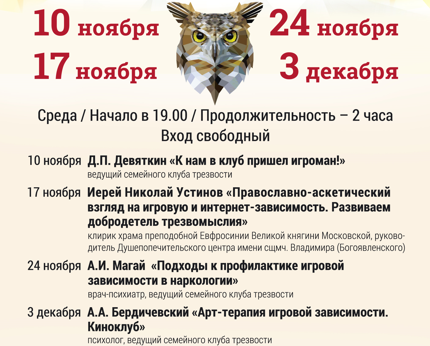 10 ноября
24 ноября
17 ноября
3 декабря
Среда / Начало в 19.00 / Продолжительность – 2 часа
Вход свободный
10 ноября Д.П. Девяткин «К нам в клуб пришел игроман!»
ведущий семейного клуба трезвости
17 ноября Иерей Николай Устинов «Православно-аскетический
взгляд на игровую и интернет-зависимость. Развиваем
добродетель трезвомыслия»
клирик храма преподобной Евфросинии Великой княгини Московской, руково-
дитель Душепопечительского центра имени сщмч. Владимира (Богоявленского)
24 ноября А.И. Магай «Подходы к профилактике игровой
зависимости в наркологии»
врач-психиатр, ведущий семейного клуба трезвости
3 декабря А.А. Бердичевский «Арт-терапия игровой зависимости.
Киноклуб»
психолог, ведущий семейного клуба трезвости